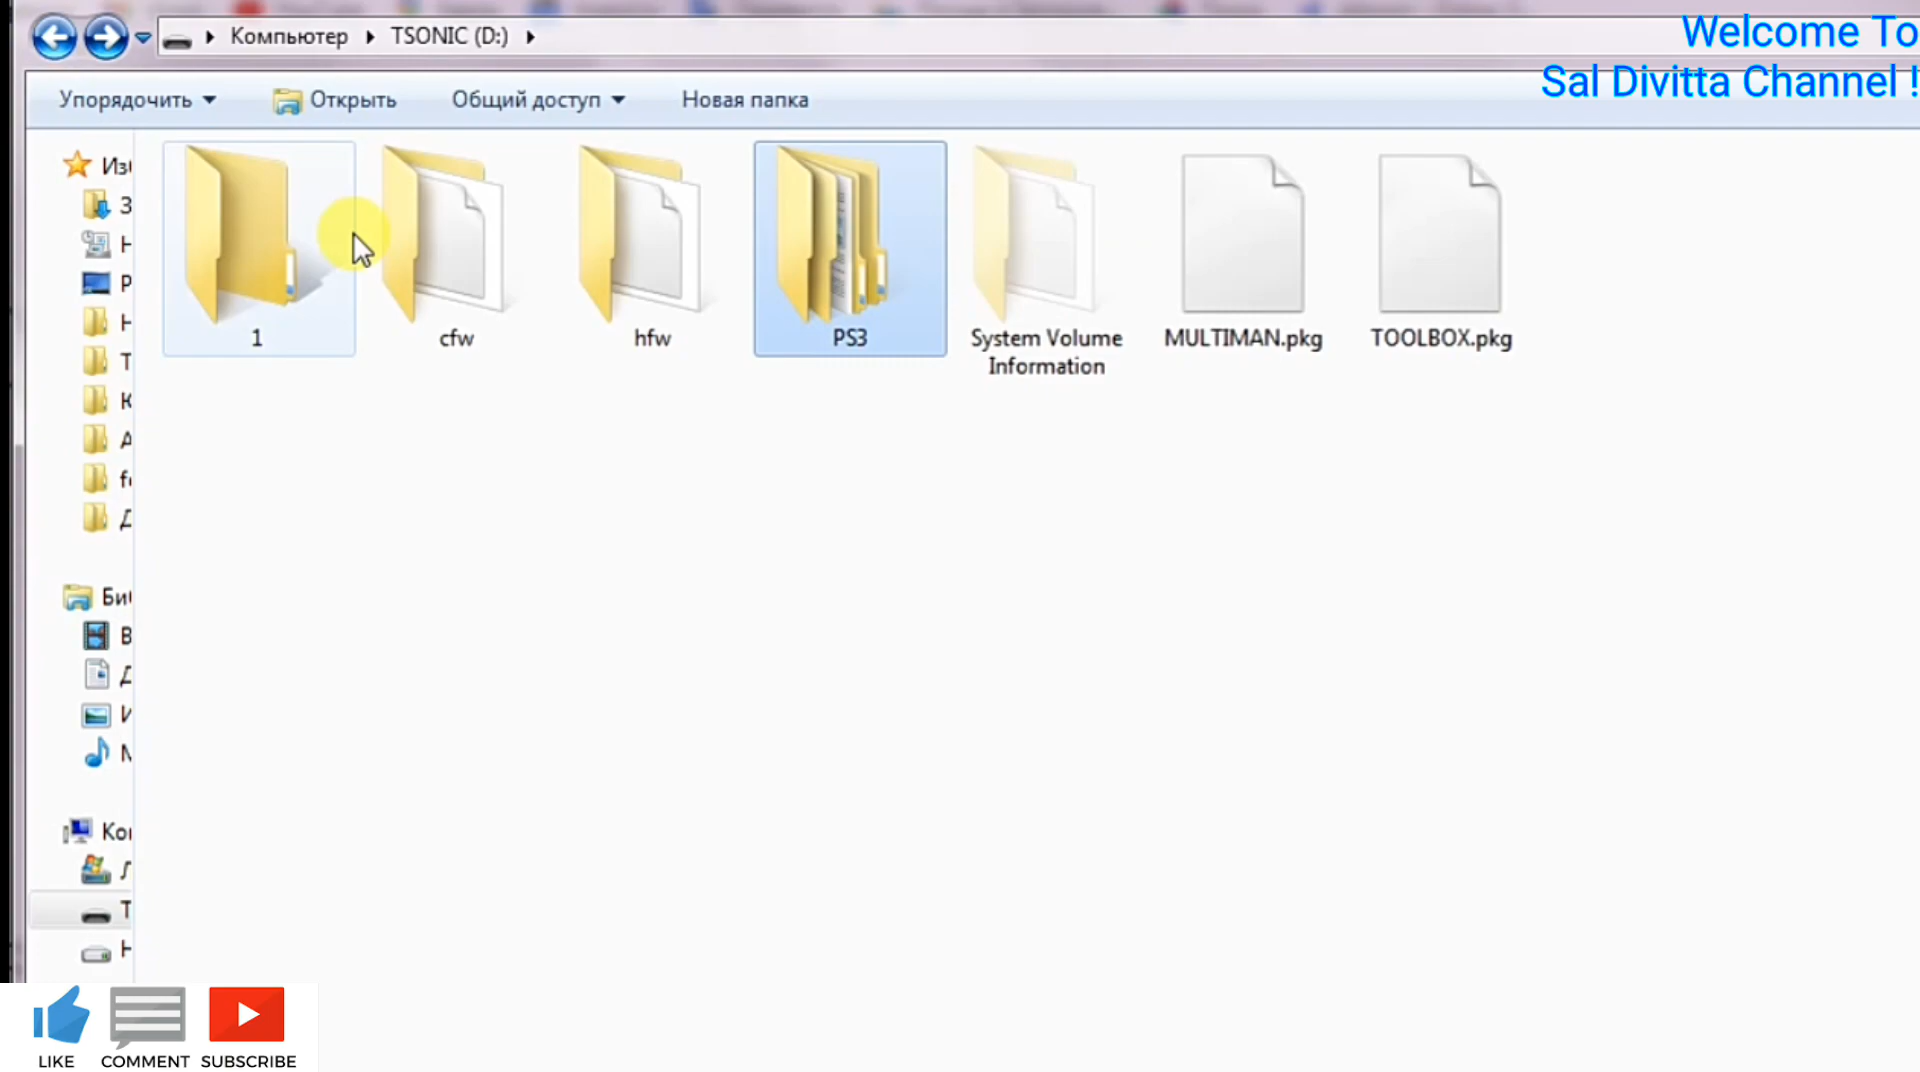 Компьютер TSONIC (D:)
Welcome To
Sal Divitta Channel !
Упорядочить Открыть Общий доступ Новая папка
1 cfw hfw PS3 System Volume Information MULTIMAN.pkg TOOLBOX.pkg
LIKE COMMENT SUBSCRIBE